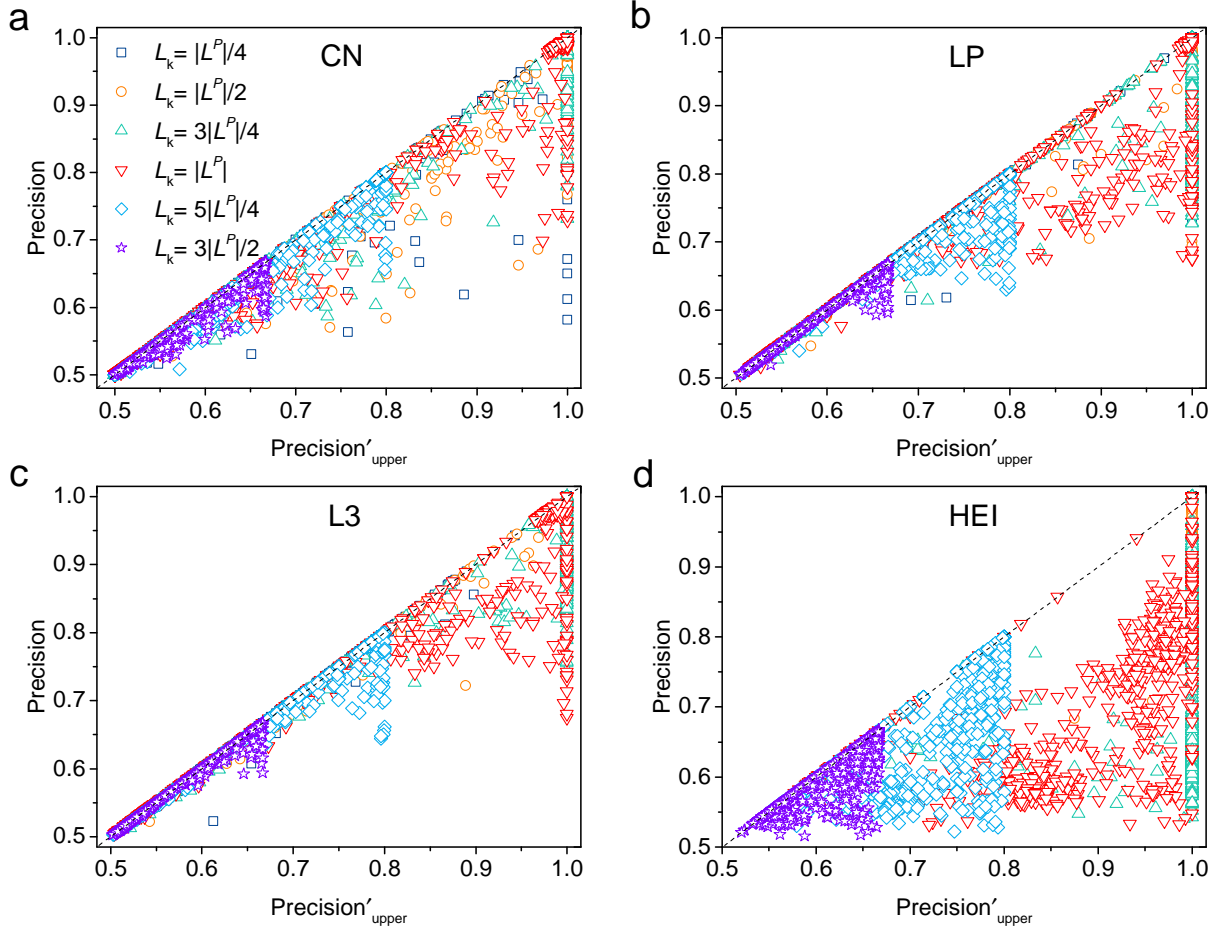 a
CN
L_k = |L^P|/4
L_k = |L^P|/2
L_k = 3|L^P|/4
L_k = |L^P|
L_k = 5|L^P|/4
L_k = 3|L^P|/2
1.0
0.9
0.8
0.7
0.6
0.5
Precision
0.5 0.6 0.7 0.8 0.9 1.0
Precision′upper
b
LP
1.0
0.9
0.8
0.7
0.6
0.5
Precision
0.5 0.6 0.7 0.8 0.9 1.0
Precision′upper
c
L3
1.0
0.9
0.8
0.7
0.6
0.5
Precision
0.5 0.6 0.7 0.8 0.9 1.0
Precision′upper
d
HEI
1.0
0.9
0.8
0.7
0.6
0.5
Precision
0.5 0.6 0.7 0.8 0.9 1.0
Precision′upper